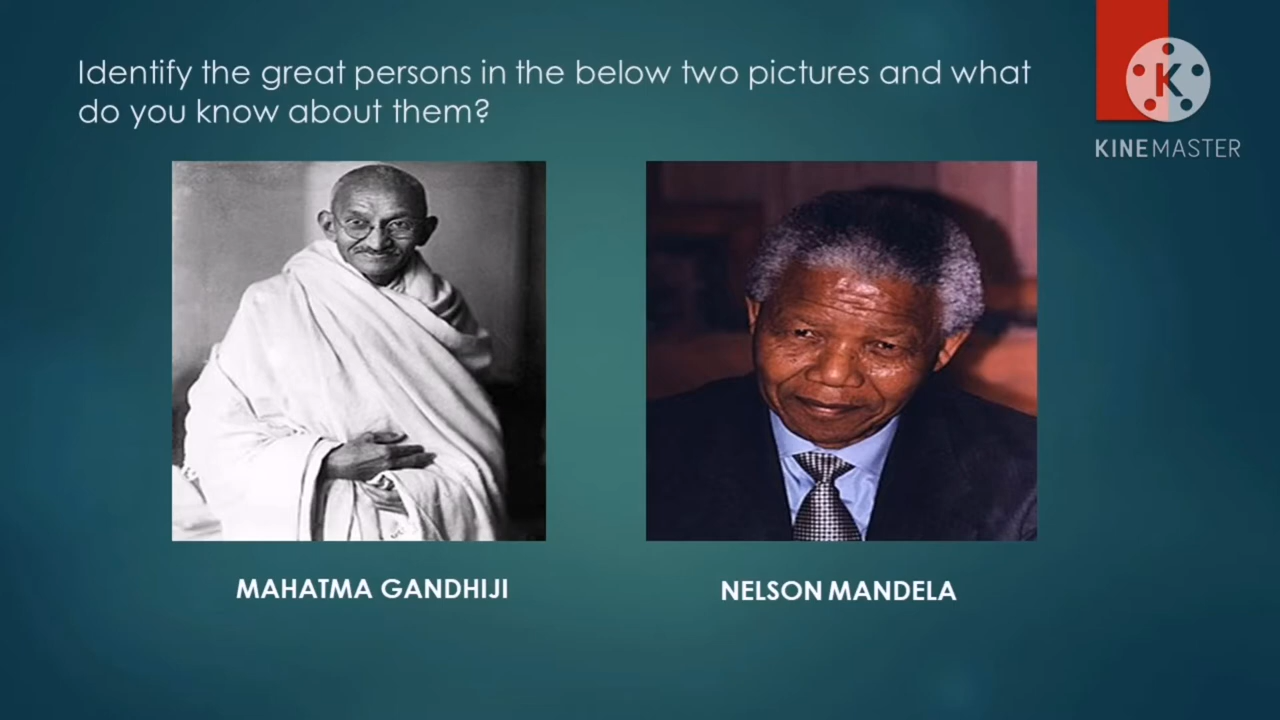 Identify the great persons in the below two pictures and what
do you know about them?
K
KINEMASTER
MAHATMA GANDHIJI
NELSON MANDELA